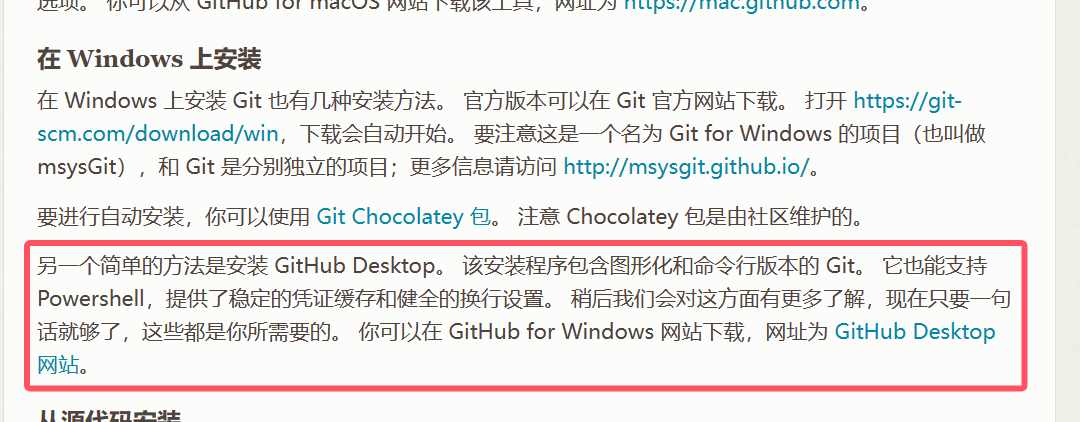 选项。 你可以从 GitHub for macOS 网站下载该工具，网址为 https://mac.github.com。
在 Windows 上安装
在 Windows 上安装 Git 也有几种安装方法。 官方版本可以在 Git 官方网站下载。 打开 https://git-
scm.com/download/win，下载会自动开始。 要注意这是一个名为 Git for Windows 的项目（也叫做
msysGit），和 Git 是分别独立的项目；更多信息请访问 http://msysgit.github.io/。
要进行自动安装，你可以使用 Git Chocolatey 包。 注意 Chocolatey 包是由社区维护的。
另一个简单的方法是安装 GitHub Desktop。 该安装程序包含图形化和命令行版本的 Git。 它也能支持
Powershell，提供了稳定的凭证缓存和健全的换行设置。 稍后我们会对这方面有更多了解，现在只要一句
话就够了，这些都是你所需要的。 你可以在 GitHub for Windows 网站下载，网址为 GitHub Desktop
网站。
从源代码安装